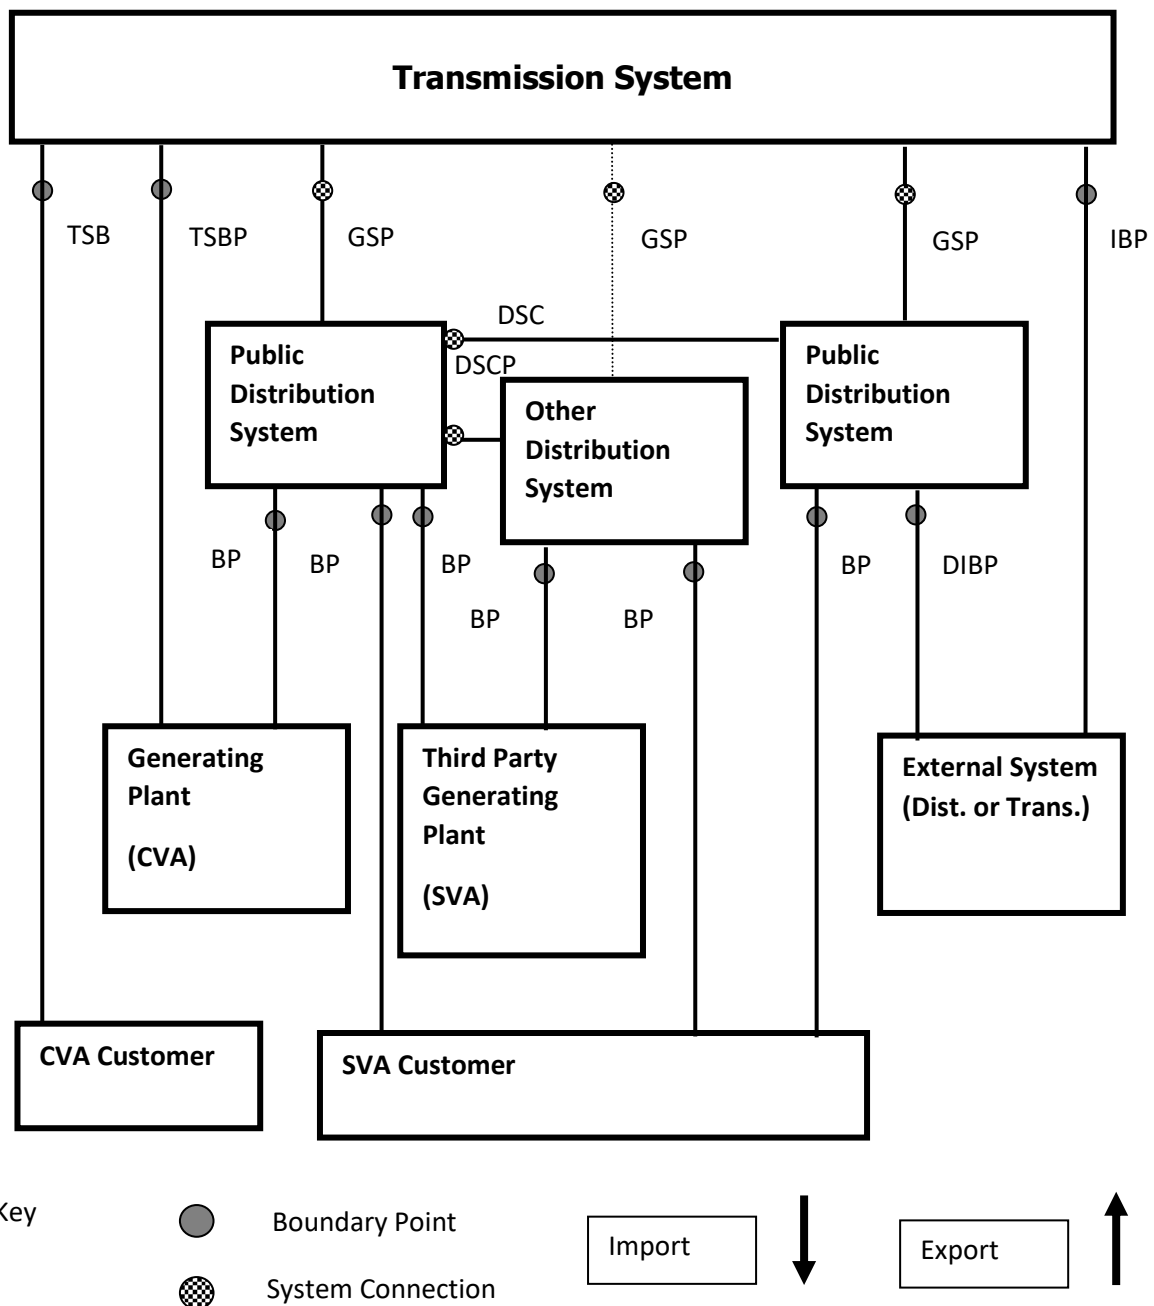 Transmission System
TSB
TSBP
GSP
GSP
GSP
IBP
DSC
DSCP
Public
Distribution
System
Other
Distribution
System
Public
Distribution
System
BP
BP
BP
BP
BP
BP
DIBP
Generating
Plant
(CVA)
Third Party
Generating
Plant
(SVA)
External System
(Dist. or Trans.)
CVA Customer
SVA Customer
Key
Boundary Point
System Connection
Import
Export